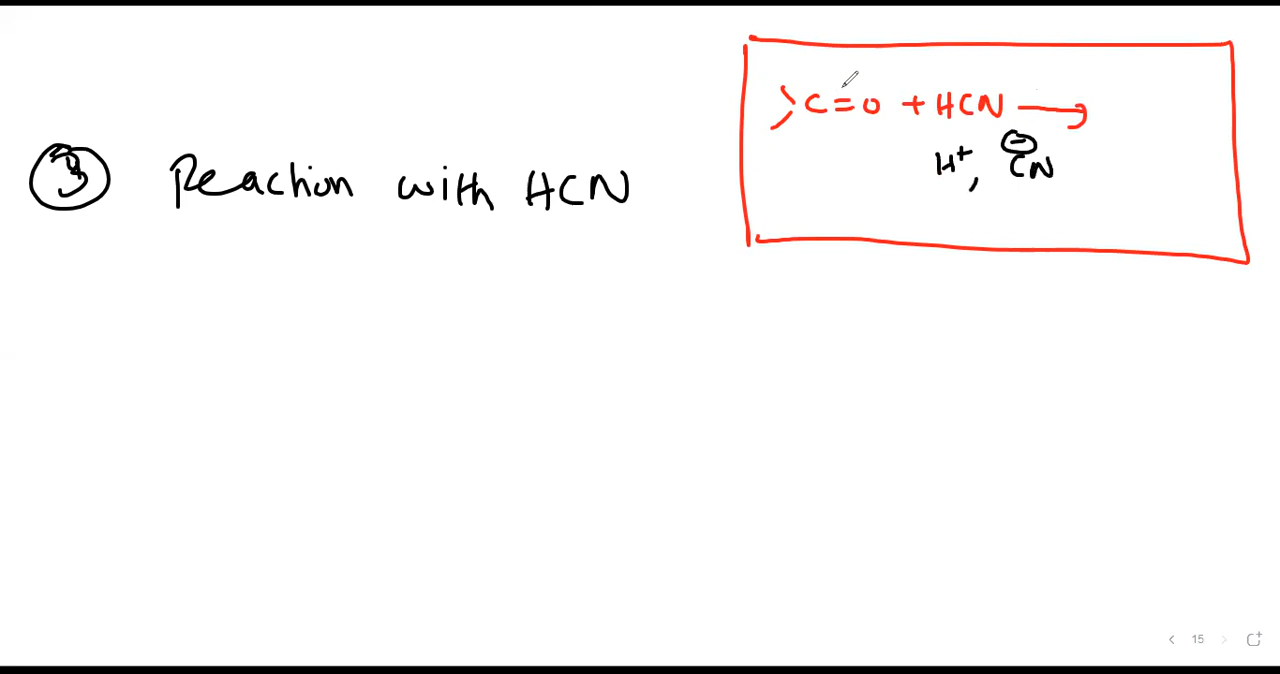 >C=O + HCN →
H⁺, ⊖CN
③ Reaction with HCN
< 15 >